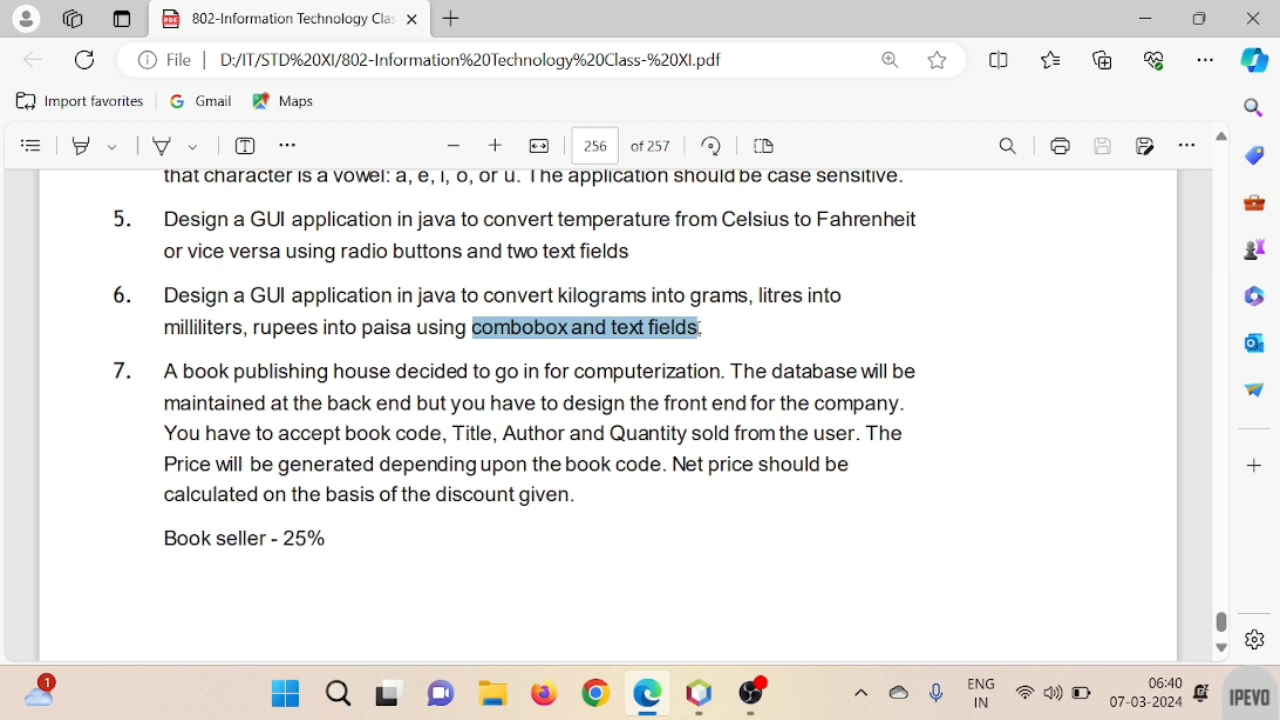 802-Information Technology Clas
File | D:/IT/STD%20XI/802-Information%20Technology%20Class-%20XI.pdf
Import favorites
Gmail
Maps
256 of 257
that character is a vowel: a, e, i, o, or u. The application should be case sensitive.
5. Design a GUI application in java to convert temperature from Celsius to Fahrenheit
or vice versa using radio buttons and two text fields
6. Design a GUI application in java to convert kilograms into grams, litres into
milliliters, rupees into paisa using combobox and text fields.
7. A book publishing house decided to go in for computerization. The database will be
maintained at the back end but you have to design the front end for the company.
You have to accept book code, Title, Author and Quantity sold from the user. The
Price will be generated depending upon the book code. Net price should be
calculated on the basis of the discount given.
Book seller - 25%
1
ENG
IN
06:40
07-03-2024
IPEVO